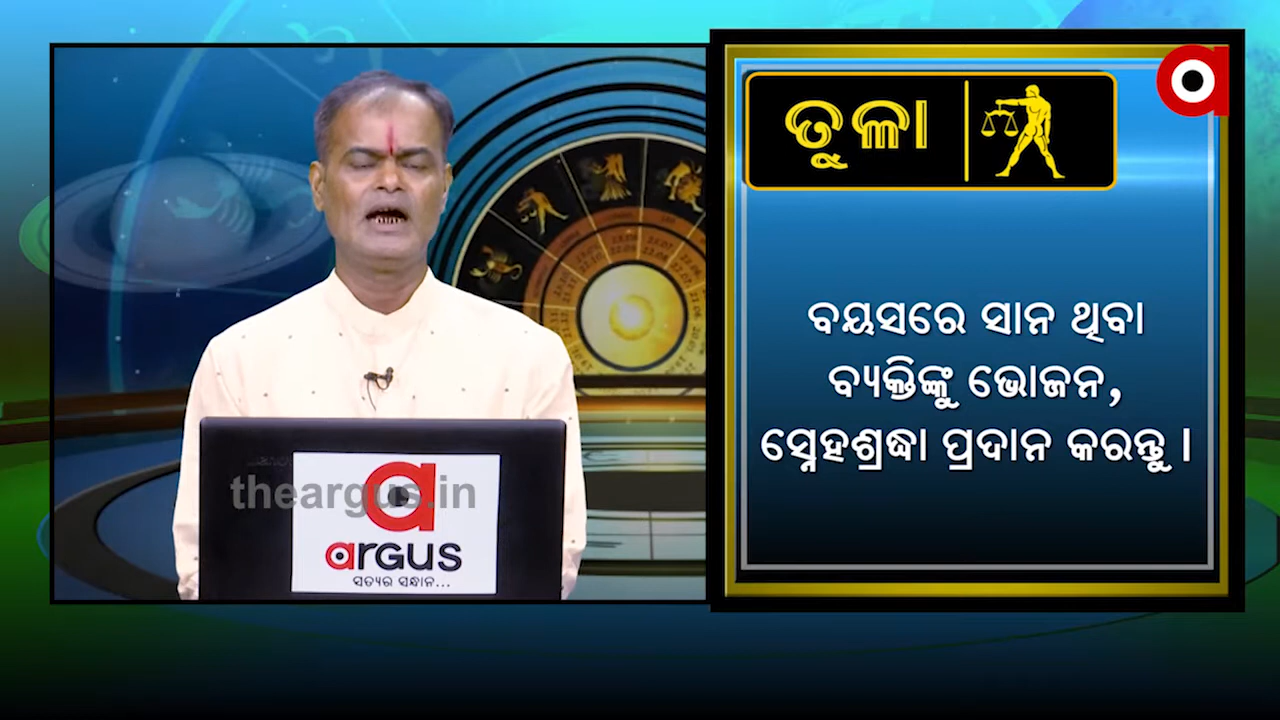 ତୁଳା
ବୟସରେ ସାନ ଥିବା
ବ୍ୟକ୍ତିଙ୍କୁ ଭୋଜନ,
ସ୍ନେହଶ୍ରଦ୍ଧା ପ୍ରଦାନ କରନ୍ତୁ ।
theargus.in
argus
ସତ୍ୟର ସନ୍ଧାନ...